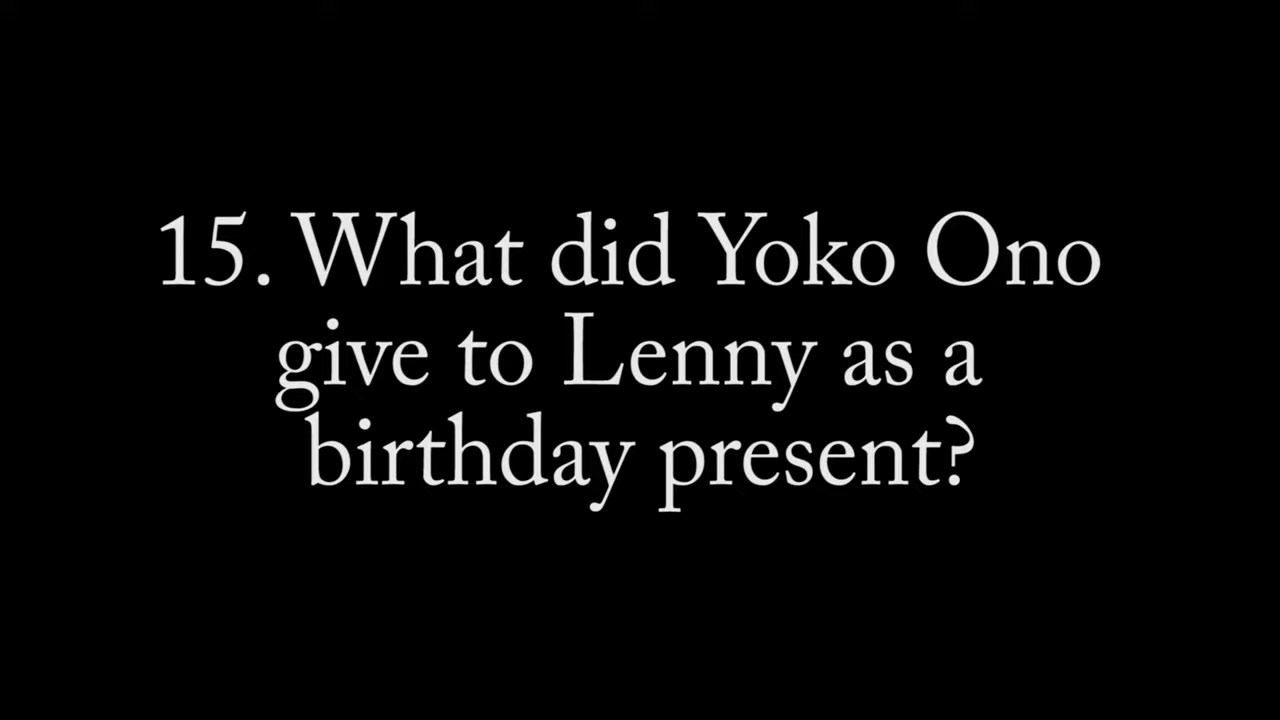 15. What did Yoko Ono
give to Lenny as a
birthday present?